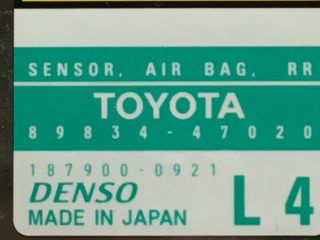 SENSOR, AIR BAG, RR
TOYOTA
89834-47020
187900-0921
DENSO
MADE IN JAPAN
L 4